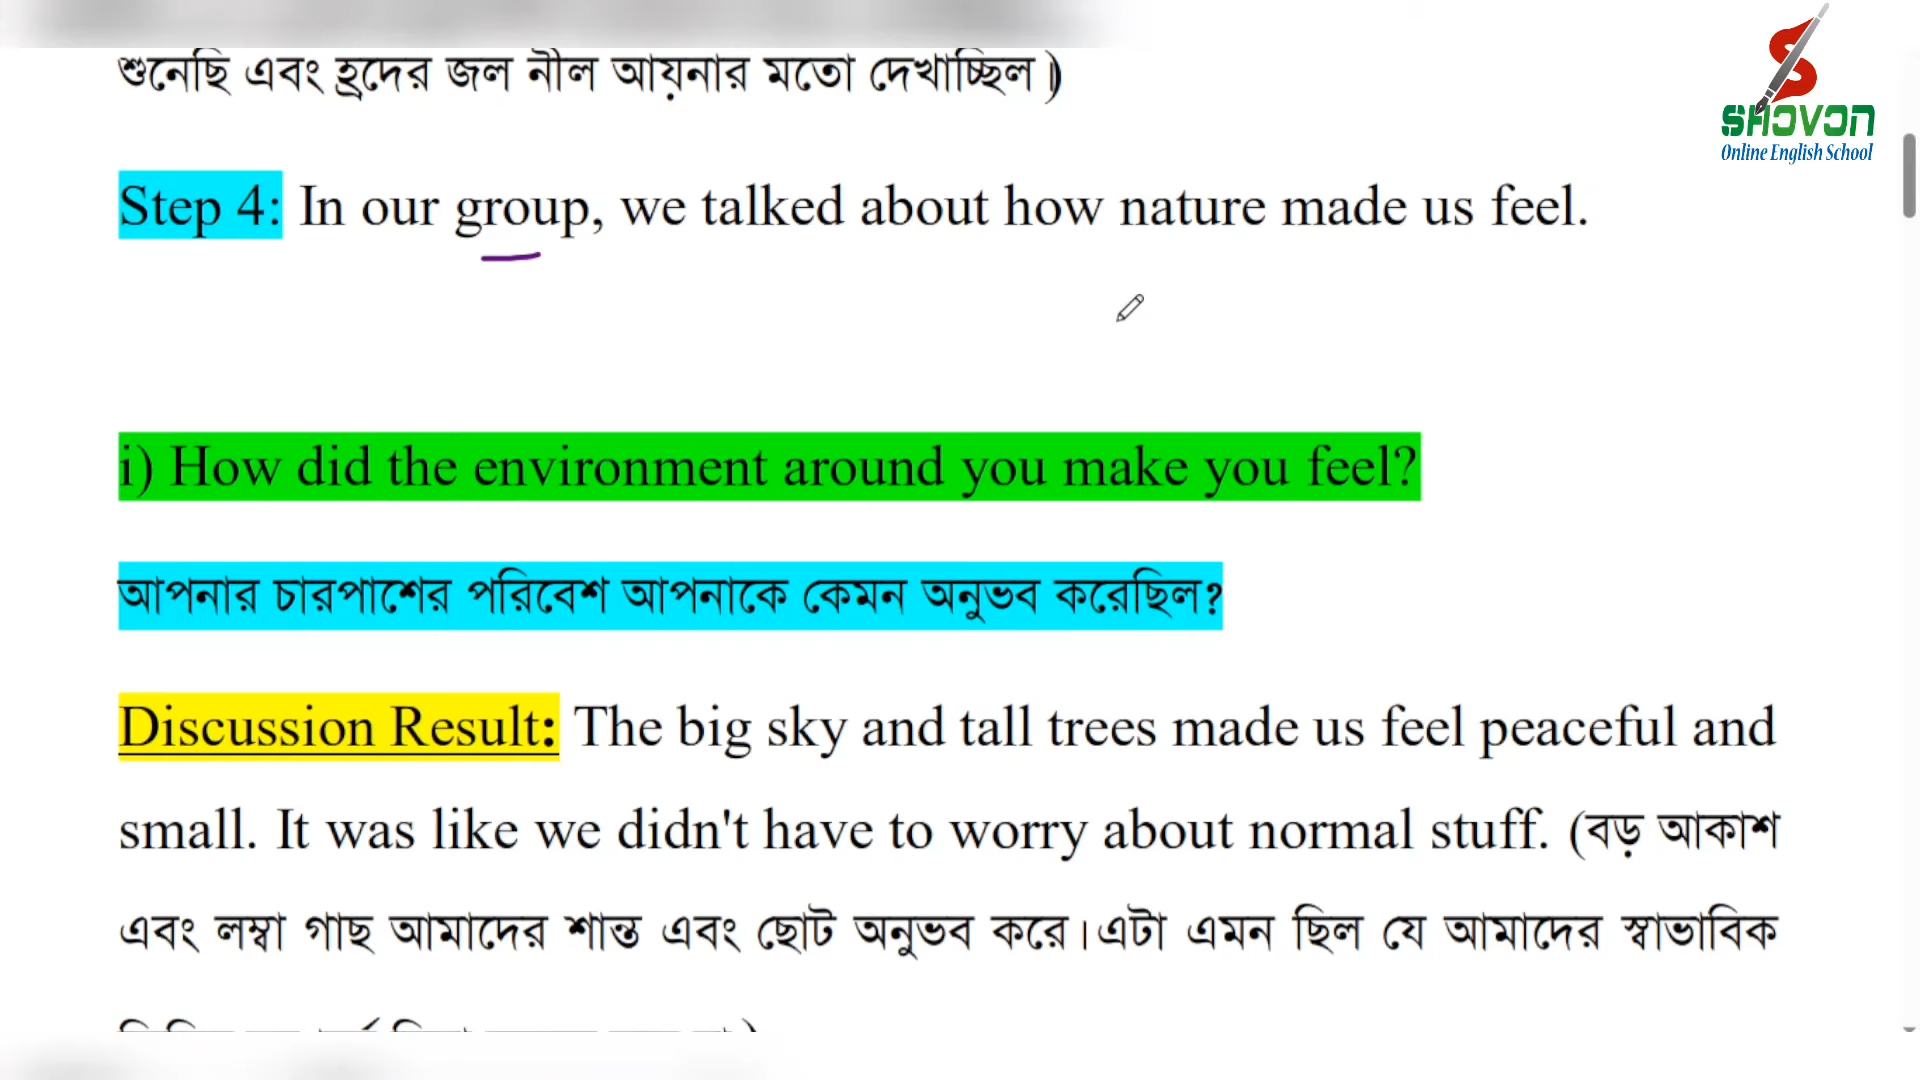 শুনেছি এবং হ্রদের জল নীল আয়নার মতো দেখাচ্ছিল।)
SHOVON
Online English School
Step 4: In our group, we talked about how nature made us feel.
i) How did the environment around you make you feel?
আপনার চারপাশের পরিবেশ আপনাকে কেমন অনুভব করেছিল?
Discussion Result: The big sky and tall trees made us feel peaceful and
small. It was like we didn't have to worry about normal stuff. (বড় আকাশ
এবং লম্বা গাছ আমাদের শান্ত এবং ছোট অনুভব করে।এটা এমন ছিল যে আমাদের স্বাভাবিক